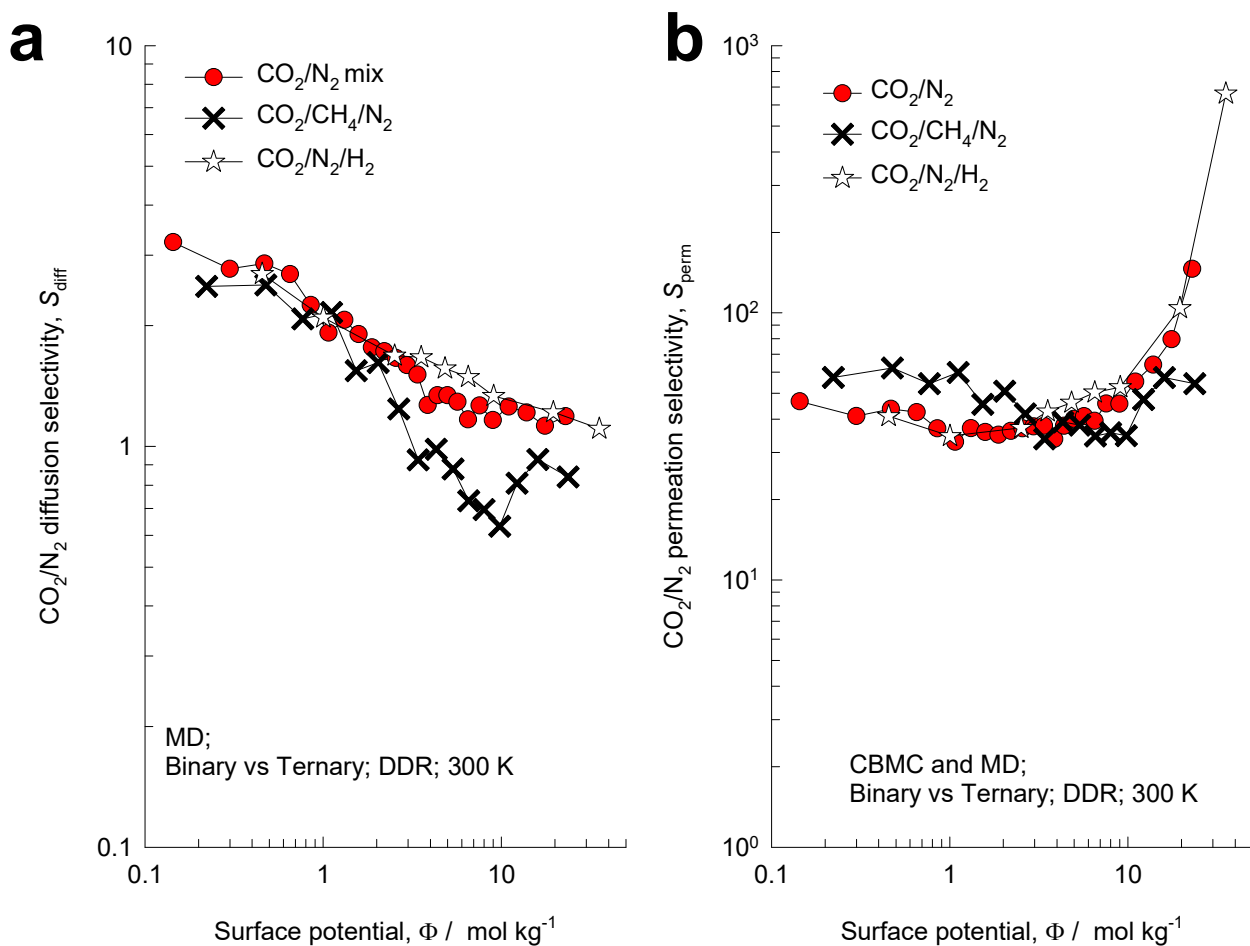 a
10
CO2/N2 mix
CO2/CH4/N2
CO2/N2/H2
1
0.1
CO2/N2 diffusion selectivity, Sdiff
MD;
Binary vs Ternary; DDR; 300 K
0.1
1
10
Surface potential, Φ / mol kg-1
b
10³
CO2/N2
CO2/CH4/N2
CO2/N2/H2
10²
10¹
10⁰
CO2/N2 permeation selectivity, Sperm
CBMC and MD;
Binary vs Ternary; DDR; 300 K
0.1
1
10
Surface potential, Φ / mol kg-1